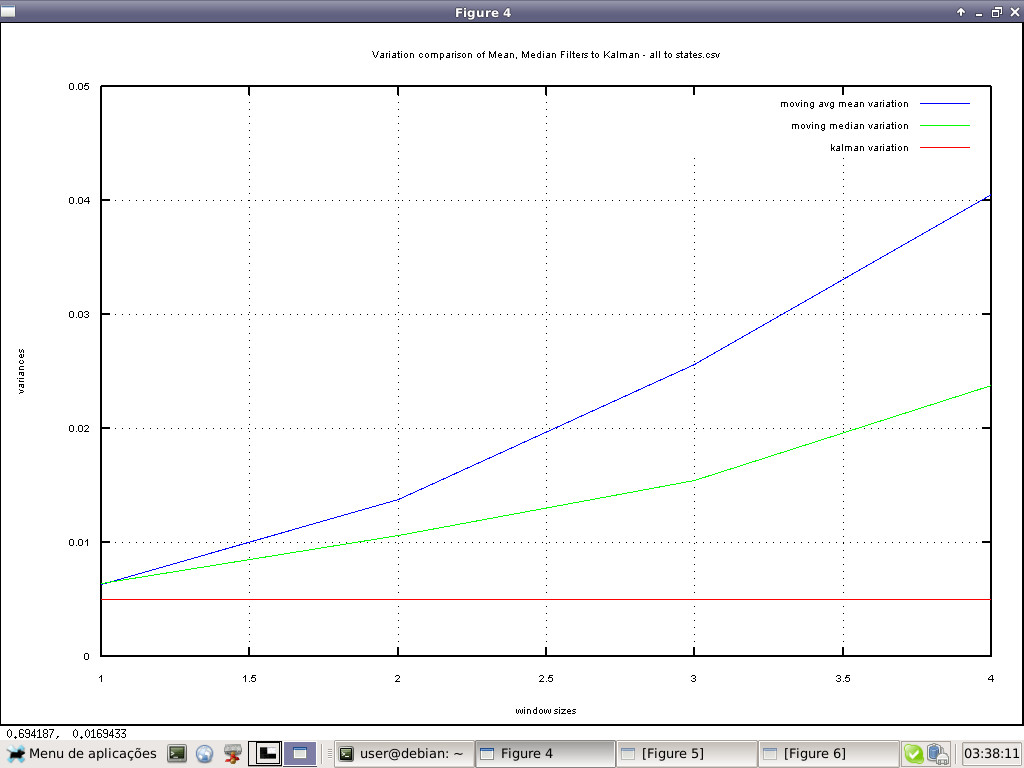 Figure 4
Variation comparison of Mean, Median Filters to Kalman - all to states.csv
0.05
moving avg mean variation
moving median variation
kalman variation
0.04
0.03
variances
0.02
0.01
0
1
1.5
2
2.5
3
3.5
4
window sizes
0.694187, 0.0169433
Menu de aplicações
user@debian: ~
Figure 4
[Figure 5]
[Figure 6]
03:38:11